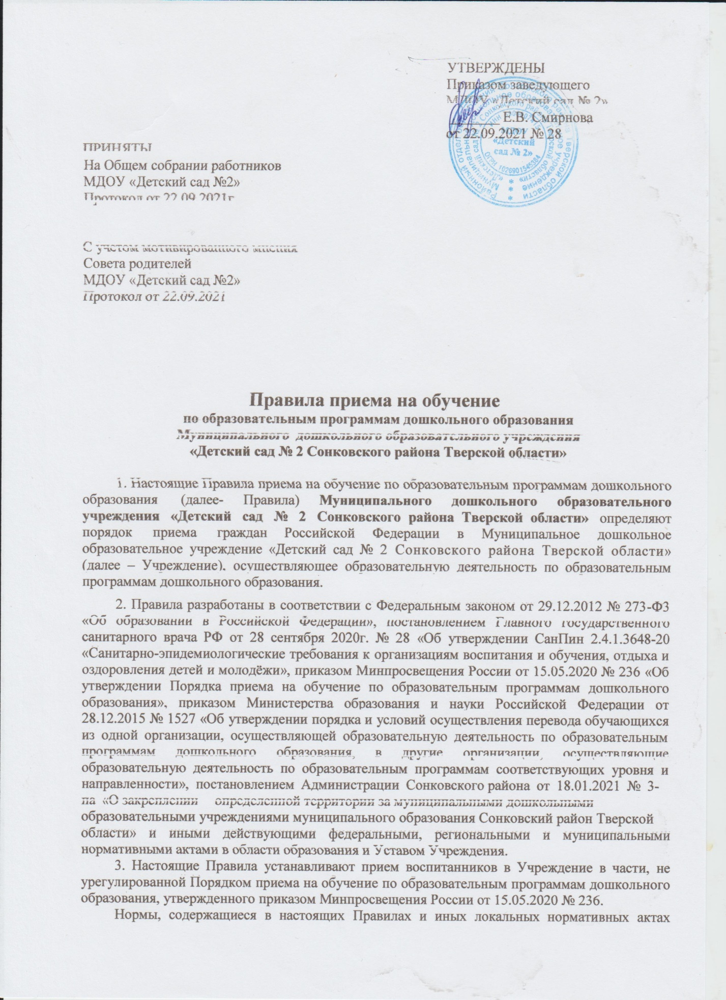 УТВЕРЖДЕНЫ
Приказом заведующего
МДОУ «Детский сад № 2»
Е.В. Смирнова
от 22.09.2021 № 28
МДОУ
«Детский
сад № 2»
ОГРН 1026901545364
ПРИНЯТЫ
На Общем собрании работников
МДОУ «Детский сад №2»
Протокол от 22.09.2021г
С учетом мотивированного мнения
Совета родителей
МДОУ «Детский сад №2»
Протокол от 22.09.2021
Правила приема на обучение
по образовательным программам дошкольного образования
Муниципального дошкольного образовательного учреждения
«Детский сад № 2 Сонковского района Тверской области»
1. Настоящие Правила приема на обучение по образовательным программам дошкольного
образования (далее- Правила) Муниципального дошкольного образовательного
учреждения «Детский сад № 2 Сонковского района Тверской области» определяют
порядок приема граждан Российской Федерации в Муниципальное дошкольное
образовательное учреждение «Детский сад № 2 Сонковского района Тверской области»
(далее – Учреждение), осуществляющее образовательную деятельность по образовательным
программам дошкольного образования.
2. Правила разработаны в соответствии с Федеральным законом от 29.12.2012 № 273-ФЗ
«Об образовании в Российской Федерации», постановлением Главного государственного
санитарного врача РФ от 28 сентября 2020г. № 28 «Об утверждении СанПин 2.4.1.3648-20
«Санитарно-эпидемиологические требования к организациям воспитания и обучения, отдыха и
оздоровления детей и молодёжи», приказом Минпросвещения России от 15.05.2020 № 236 «Об
утверждении Порядка приема на обучение по образовательным программам дошкольного
образования», приказом Министерства образования и науки Российской Федерации от
28.12.2015 № 1527 «Об утверждении порядка и условий осуществления перевода обучающихся
из одной организации, осуществляющей образовательную деятельность по образовательным
программам дошкольного образования, в другие организации, осуществляющие
образовательную деятельность по образовательным программам соответствующих уровня и
направленности», постановлением Администрации Сонковского района от 18.01.2021 № 3-
па «О закреплении определенной территории за муниципальными дошкольными
образовательными учреждениями муниципального образования Сонковский район Тверской
области» и иными действующими федеральными, региональными и муниципальными
нормативными актами в области образования и Уставом Учреждения.
3. Настоящие Правила устанавливают прием воспитанников в Учреждение в части, не
урегулированной Порядком приема на обучение по образовательным программам дошкольного
образования, утвержденного приказом Минпросвещения России от 15.05.2020 № 236.
Нормы, содержащиеся в настоящих Правилах и иных локальных нормативных актах